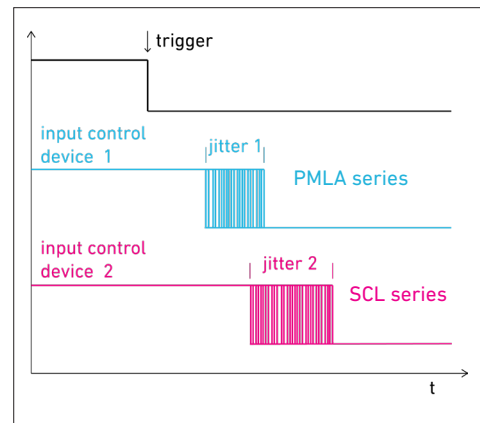 trigger
input control
device 1
jitter 1
PMLA series
input control
device 2
jitter 2
SCL series
t